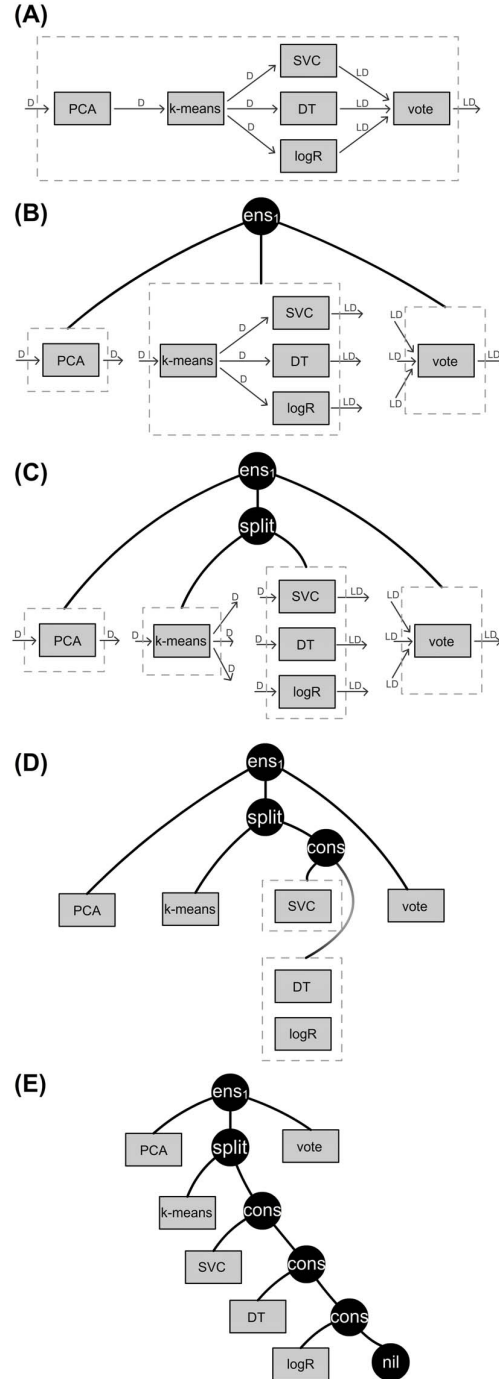 (A)
SVC
D LD
D PCA D k-means D DT LD vote LD
D LD
logR
(B)
ens1
SVC
D LD LD
D PCA D D k-means D DT LD LD vote LD
D
logR LD LD
(C)
ens1
split
D D SVC LD LD
D PCA D D k-means D D DT LD LD vote LD
D D logR LD LD
(D)
ens1
split
cons
PCA k-means SVC vote
DT
logR
(E)
ens1
PCA split vote
k-means
cons
SVC
cons
DT
cons
logR nil